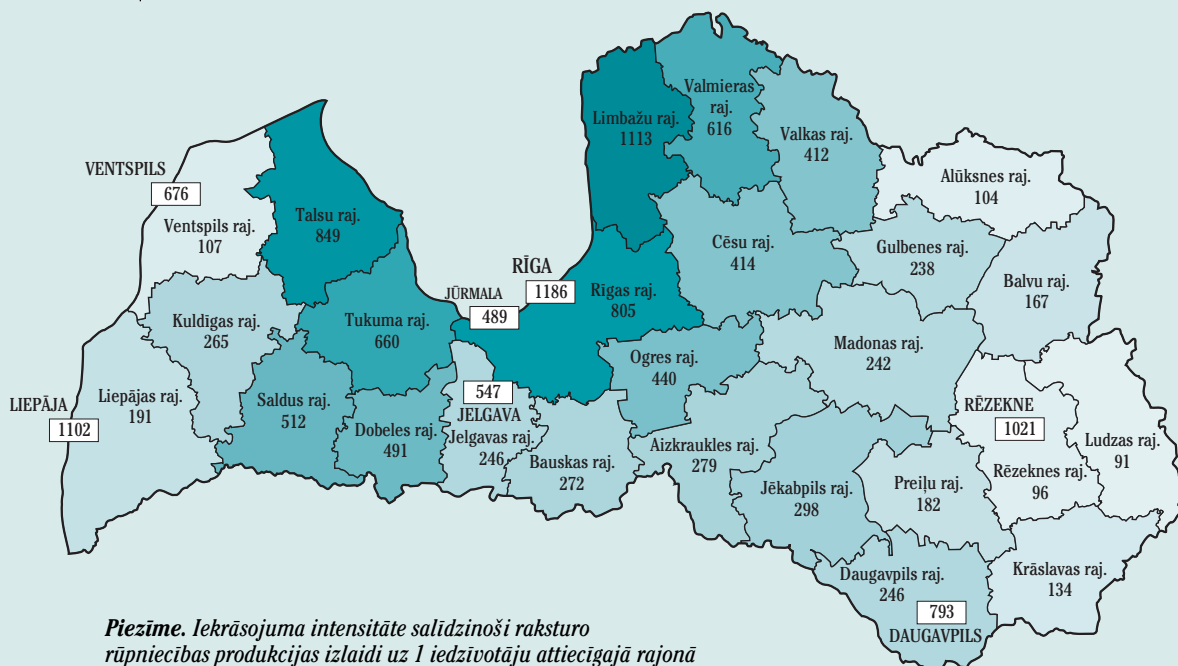 Valmieras
raj.
616
Limbažu raj.
1113
Valkas raj.
412
VENTSPILS
676
Alūksnes raj.
104
Talsu raj.
849
Ventspils raj.
107
Cēsu raj.
414
Gulbenes raj.
238
RĪGA
1186
Balvu raj.
167
JŪRMALA
489
Rīgas raj.
805
Kuldīgas raj.
265
Tukuma raj.
660
Madonas raj.
242
Ogres raj.
440
LIEPĀJA
1102
Liepājas raj.
191
Saldus raj.
512
547
JELGAVA
Jelgavas raj.
246
Dobeles raj.
491
RĒZEKNE
1021
Aizkraukles raj.
279
Ludzas raj.
91
Bauskas raj.
272
Rēzeknes raj.
96
Preiļu raj.
182
Jēkabpils raj.
298
Daugavpils raj.
246
Krāslavas raj.
134
793
DAUGAVPILS
Piezīme. Iekrāsojuma intensitāte salīdzinoši raksturo
rūpniecības produkcijas izlaidi uz 1 iedzīvotāju attiecīgajā rajonā